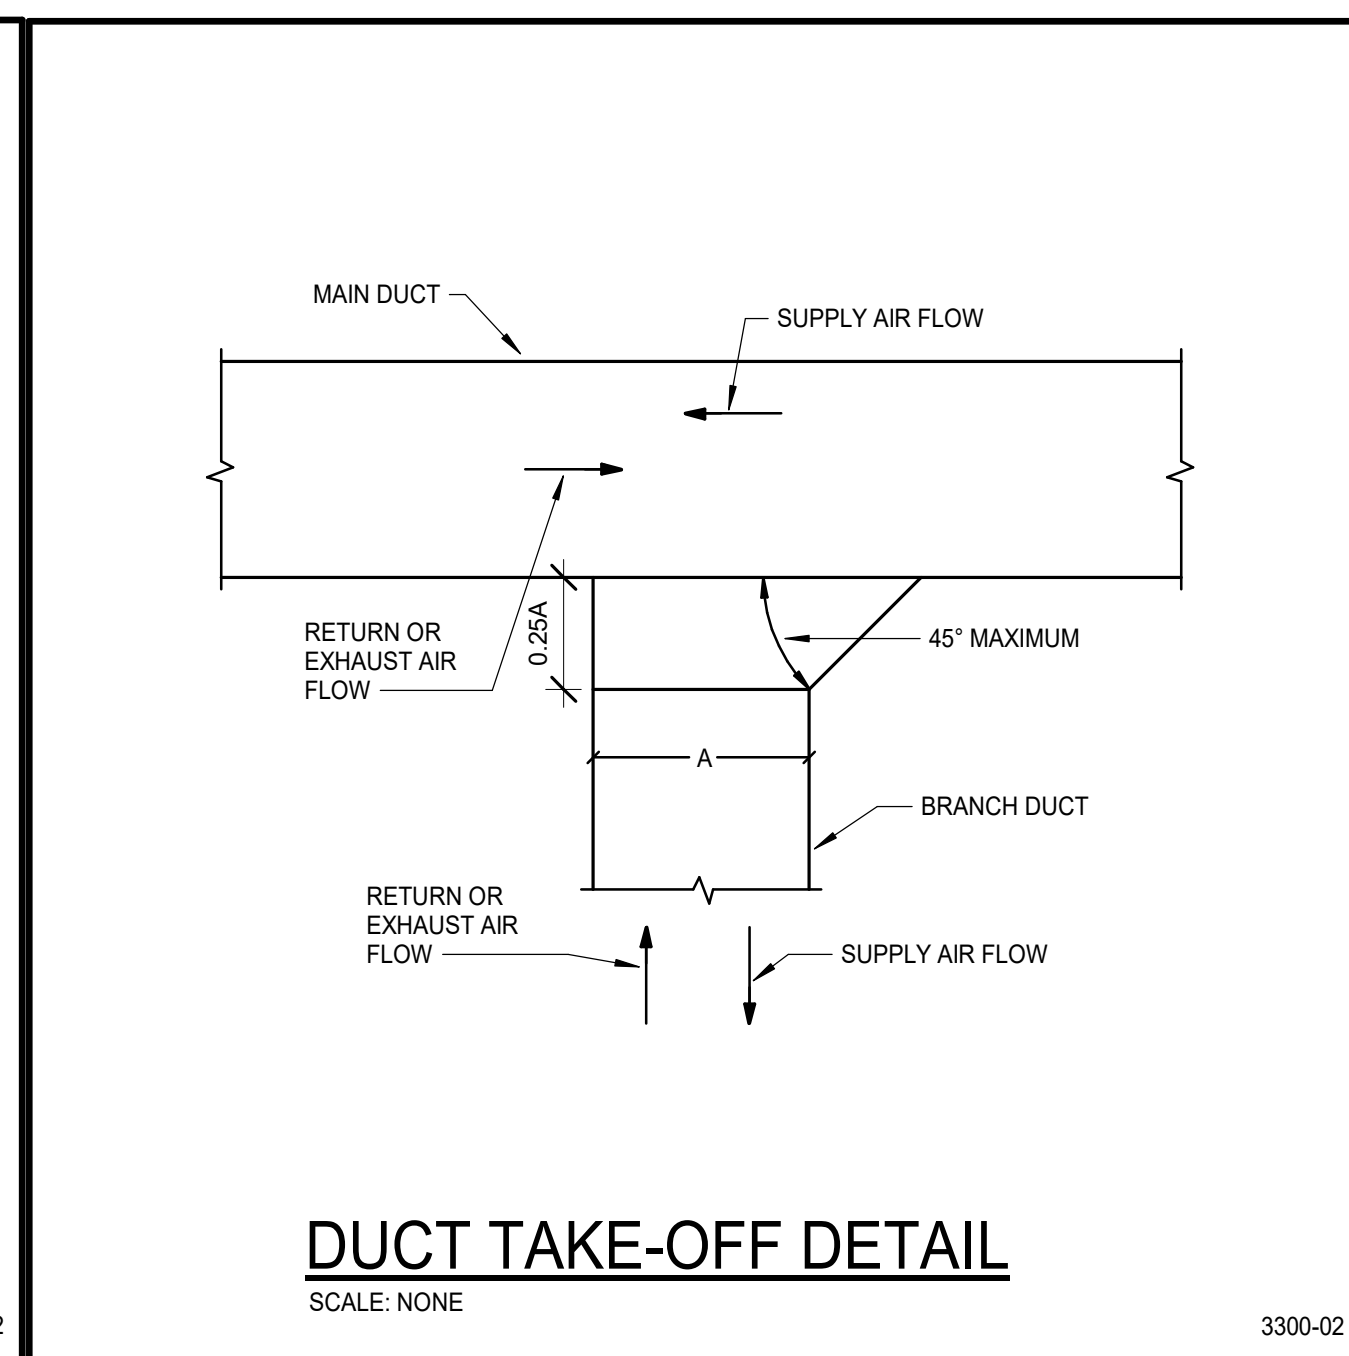 MAIN DUCT
SUPPLY AIR FLOW
RETURN OR
EXHAUST AIR
FLOW
0.25A
45° MAXIMUM
A
BRANCH DUCT
RETURN OR
EXHAUST AIR
FLOW
SUPPLY AIR FLOW
DUCT TAKE-OFF DETAIL
SCALE: NONE
3300-02